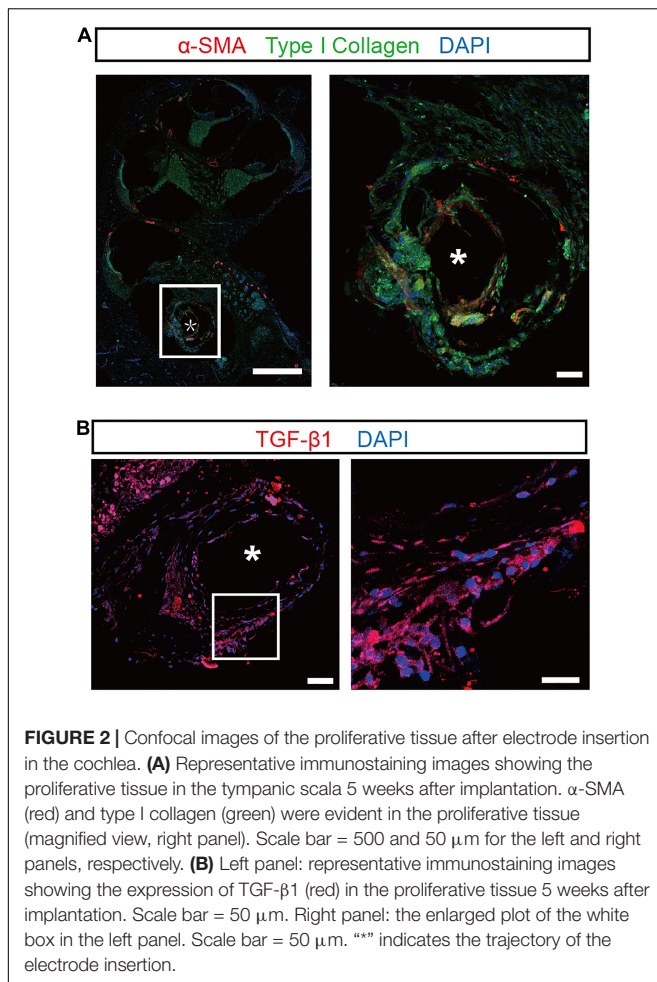 A
α-SMA Type I Collagen DAPI
*
*
B
TGF-β1 DAPI
*
FIGURE 2 | Confocal images of the proliferative tissue after electrode insertion
in the cochlea. (A) Representative immunostaining images showing the
proliferative tissue in the tympanic scala 5 weeks after implantation. α-SMA
(red) and type I collagen (green) were evident in the proliferative tissue
(magnified view, right panel). Scale bar = 500 and 50 μm for the left and right
panels, respectively. (B) Left panel: representative immunostaining images
showing the expression of TGF-β1 (red) in the proliferative tissue 5 weeks after
implantation. Scale bar = 50 μm. Right panel: the enlarged plot of the white
box in the left panel. Scale bar = 50 μm. “*” indicates the trajectory of the
electrode insertion.